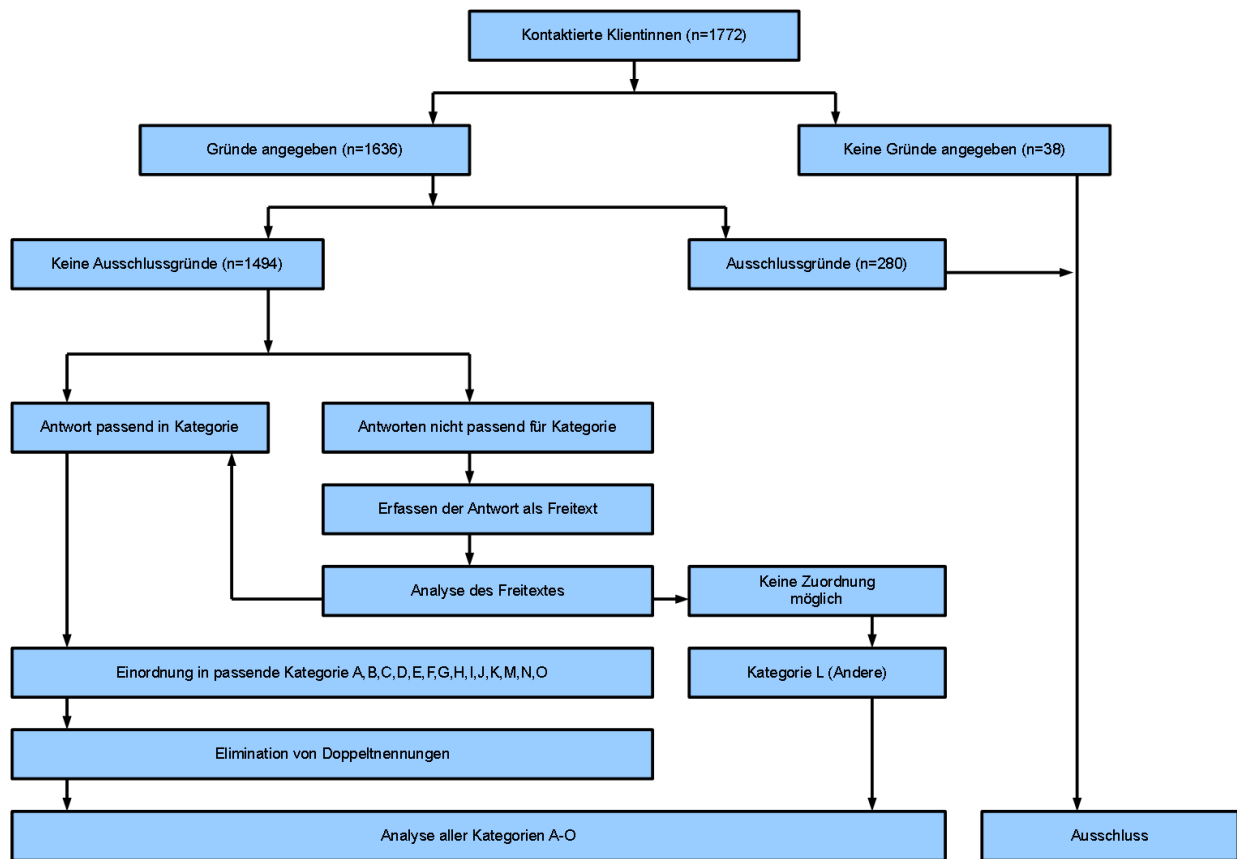 Kontaktierte Klientinnen (n=1772)
Gründe angegeben (n=1636)
Keine Gründe angegeben (n=38)
Keine Ausschlussgründe (n=1494)
Ausschlussgründe (n=280)
Antwort passend in Kategorie
Antworten nicht passend für Kategorie
Erfassen der Antwort als Freitext
Analyse des Freitextes
Keine Zuordnung
möglich
Einordnung in passende Kategorie A,B,C,D,E,F,G,H,I,J,K,M,N,O
Kategorie L (Andere)
Elimination von Doppeltnennungen
Analyse aller Kategorien A-O
Ausschluss